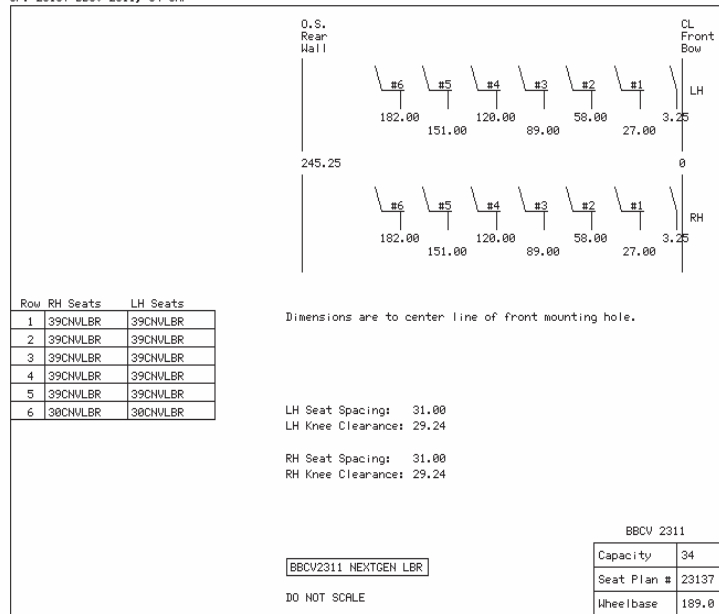 O.S. Rear Wall
CL Front Bow
#6 #5 #4 #3 #2 #1 LH
182.00 120.00 58.00 3.25
151.00 89.00 27.00
245.25 0
#6 #5 #4 #3 #2 #1 RH
182.00 120.00 58.00 3.25
151.00 89.00 27.00
Row RH Seats LH Seats
1 39CNVLBR 39CNVLBR
2 39CNVLBR 39CNVLBR
3 39CNVLBR 39CNVLBR
4 39CNVLBR 39CNVLBR
5 39CNVLBR 39CNVLBR
6 30CNVLBR 30CNVLBR
Dimensions are to center line of front mounting hole.
LH Seat Spacing: 31.00
LH Knee Clearance: 29.24
RH Seat Spacing: 31.00
RH Knee Clearance: 29.24
BBCV2311 NEXTGEN LBR
DO NOT SCALE
BBCV 2311
Capacity 34
Seat Plan # 23137
Wheelbase 189.0